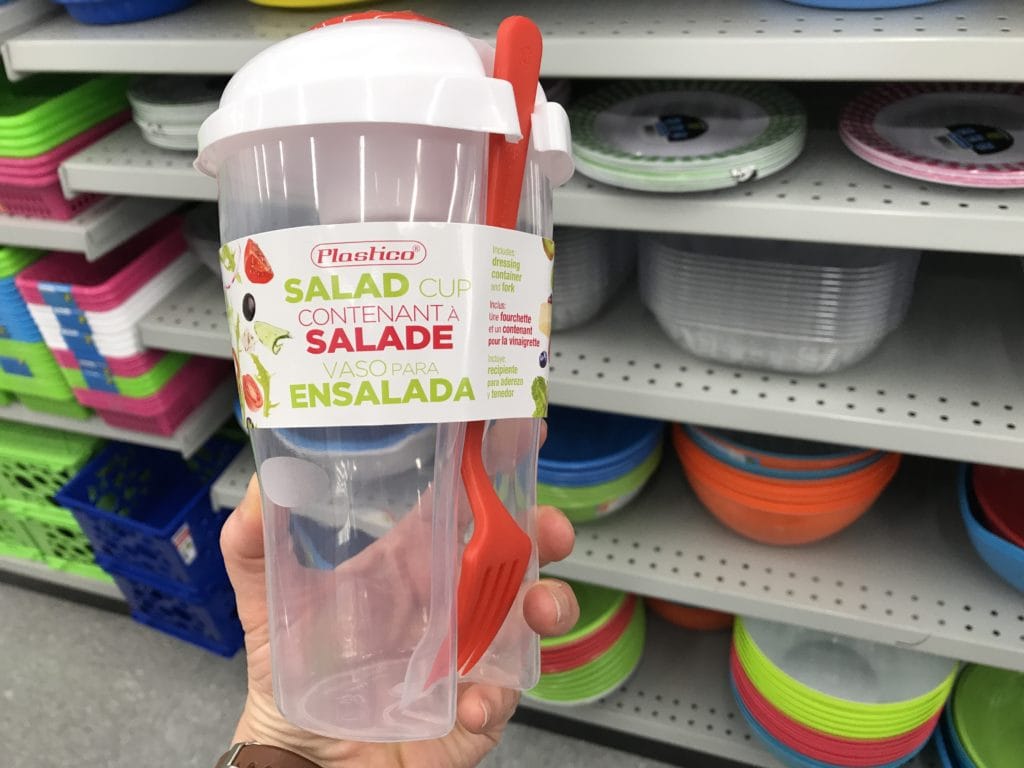 Plastico®
SALAD CUP
CONTENANT À
SALADE
VASO PARA
ENSALADA
Includes:
dressing
container
and fork
Inclus:
Une fourchette
et un contenant
pour la vinaigrette
Incluye:
recipiente
para aderezo
y tenedor